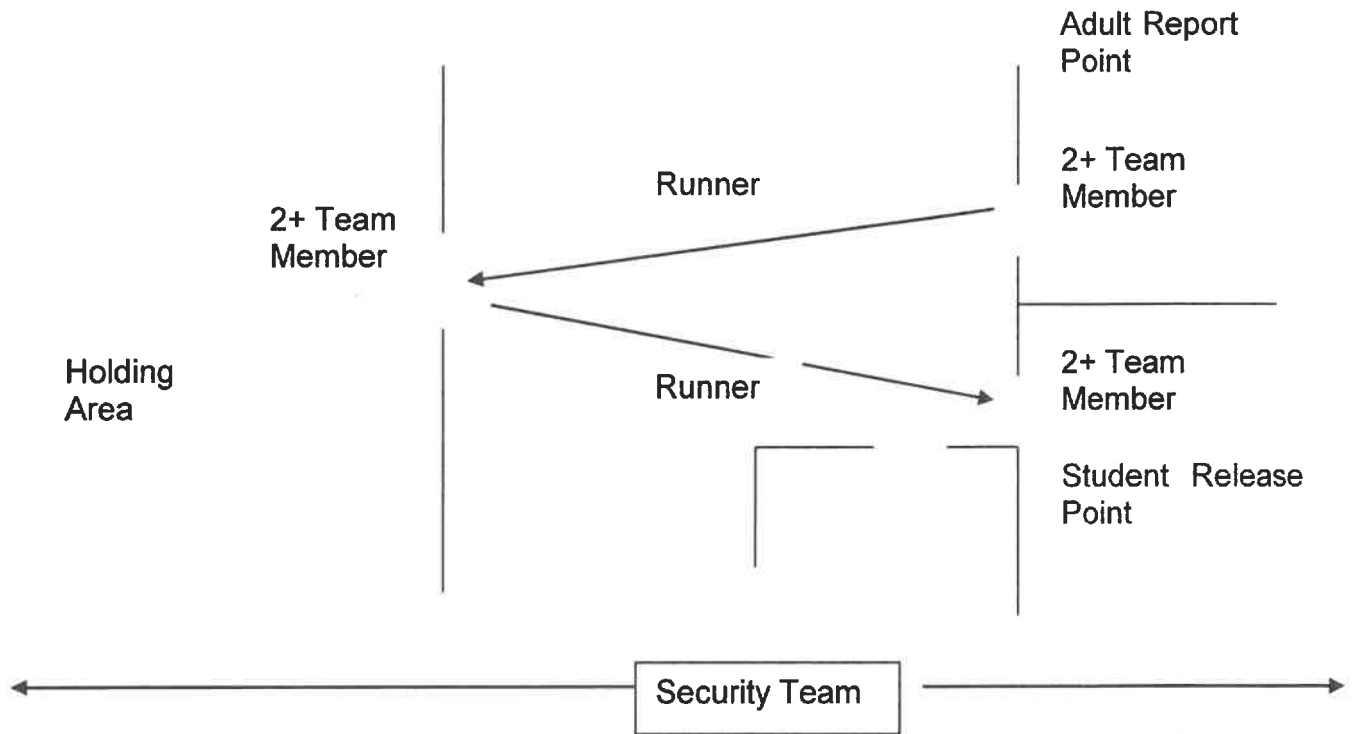 Adult Report
Point
Runner
2+ Team
Member
2+ Team
Member
Holding
Area
Runner
2+ Team
Member
Student Release
Point
Security Team